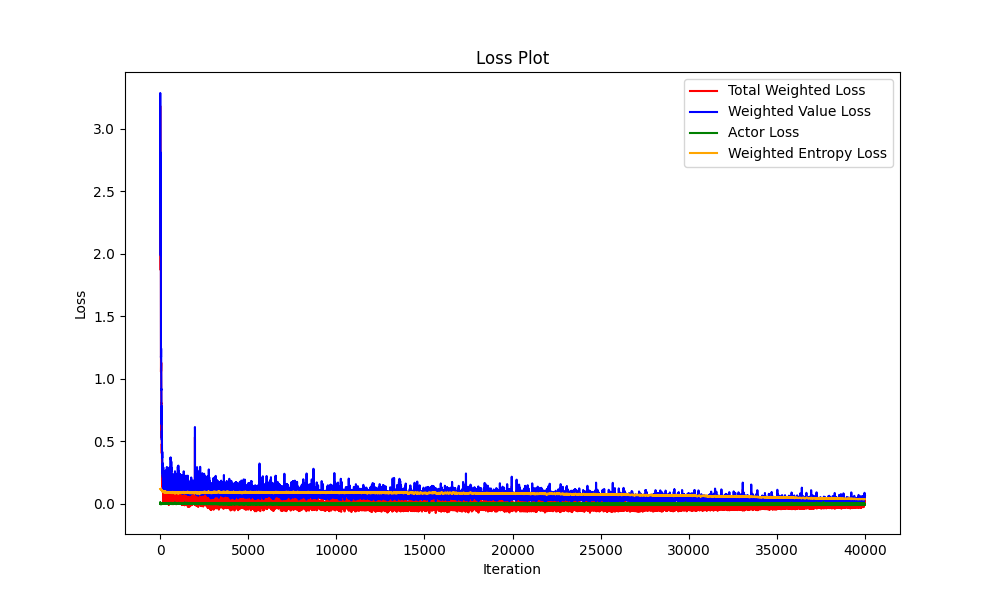 Loss Plot
Total Weighted Loss
Weighted Value Loss
Actor Loss
Weighted Entropy Loss
3.0
2.5
2.0
1.5
1.0
0.5
0.0
Loss
0 5000 10000 15000 20000 25000 30000 35000 40000
Iteration